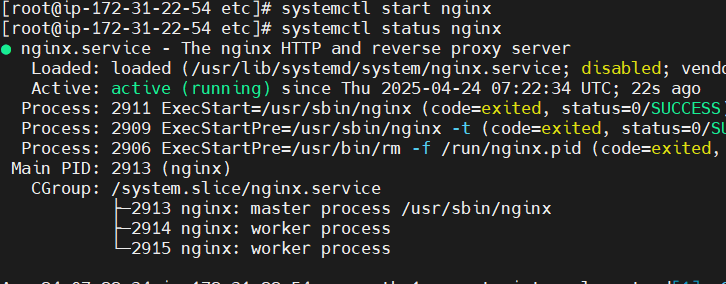 [root@ip-172-31-22-54 etc]# systemctl start nginx
[root@ip-172-31-22-54 etc]# systemctl status nginx
● nginx.service - The nginx HTTP and reverse proxy server
Loaded: loaded (/usr/lib/systemd/system/nginx.service; disabled; vend
Active: active (running) since Thu 2025-04-24 07:22:34 UTC; 22s ago
Process: 2911 ExecStart=/usr/sbin/nginx (code=exited, status=0/SUCCESS
Process: 2909 ExecStartPre=/usr/sbin/nginx -t (code=exited, status=0/SU
Process: 2906 ExecStartPre=/usr/bin/rm -f /run/nginx.pid (code=exited,
Main PID: 2913 (nginx)
CGroup: /system.slice/nginx.service
├─2913 nginx: master process /usr/sbin/nginx
├─2914 nginx: worker process
└─2915 nginx: worker process